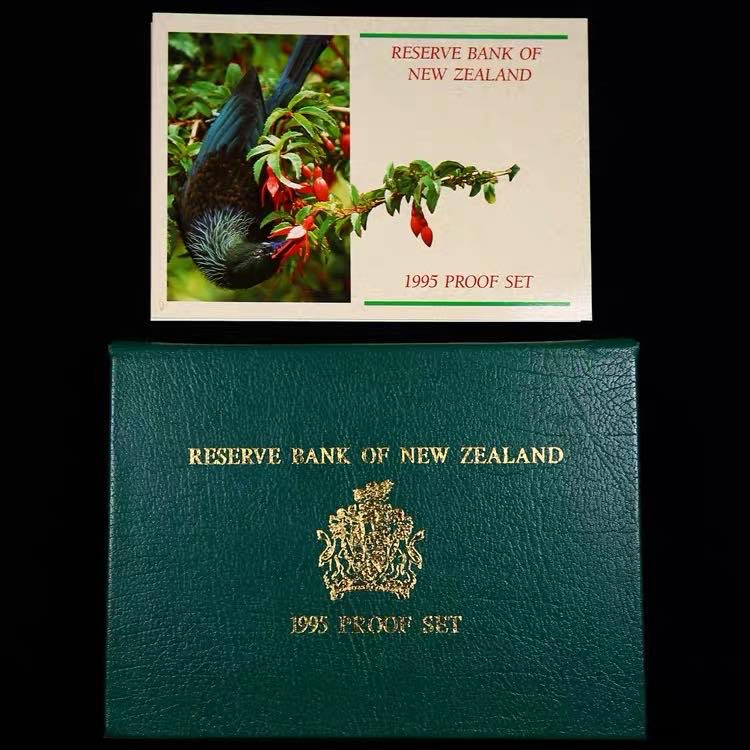 RESERVE BANK OF
NEW ZEALAND
1995 PROOF SET
RESERVE BANK OF NEW ZEALAND
1995 PROOF SET